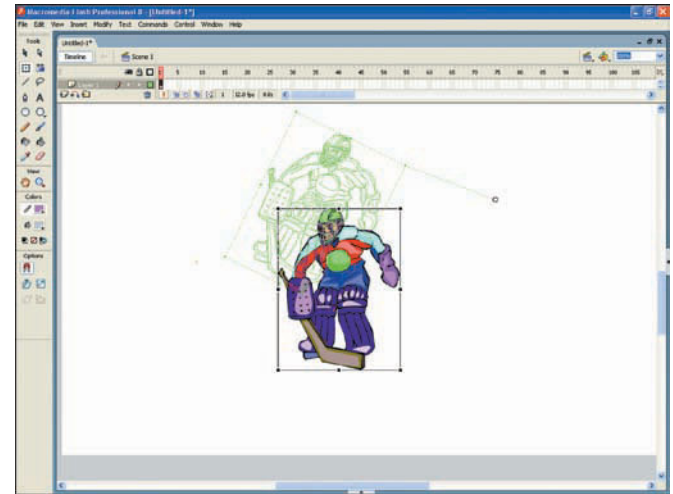 Macromedia Flash Professional 8 - [Untitled-1*]
File Edit View Insert Modify Text Commands Control Window Help
Tools
Untitled-1*
Timeline Scene 1
5 10 15 20 25 30 35 40 45 50 55 60 65 70 75 80 85 90 95 100 105
1 12.0 fps 0.0s
A
View
Colors
Options